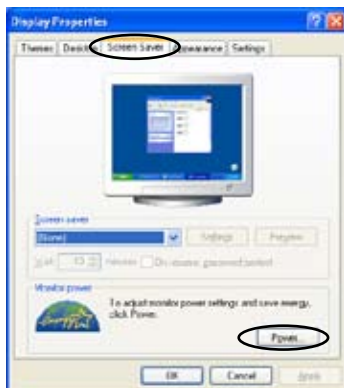 Display Properties
Themes Desktop Screen Saver Appearance Settings
Screen saver
(None) Settings Preview
Wait: minutes On resume, password protect
Monitor power
To adjust monitor power settings and save energy,
click Power.
Power...
OK Cancel Apply